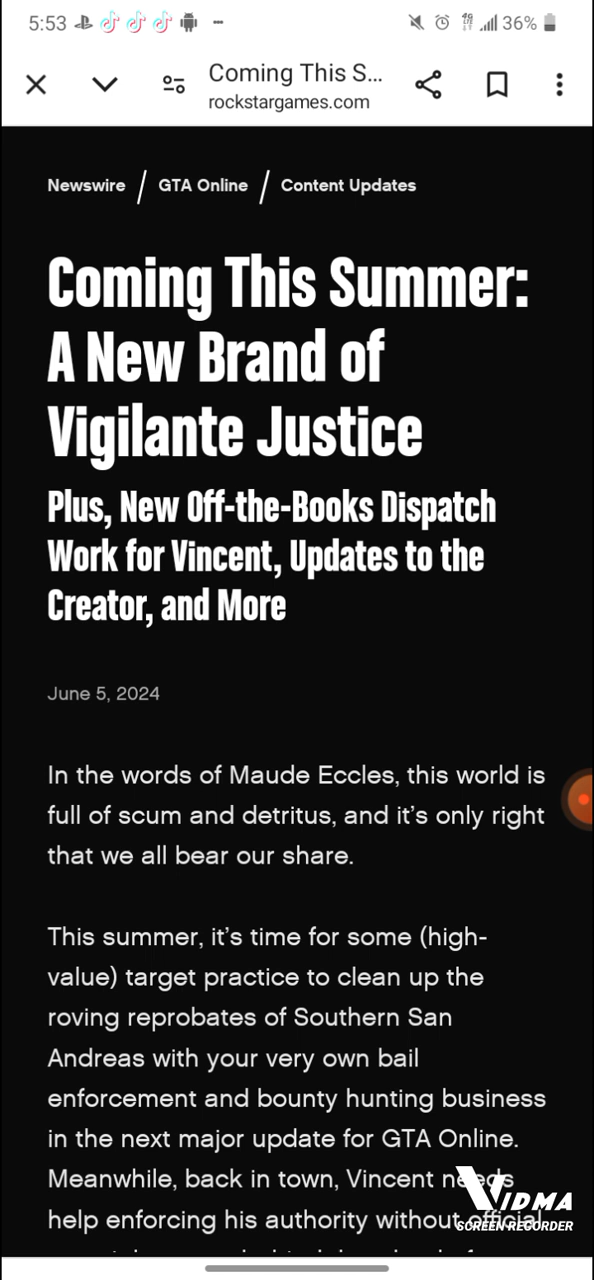 5:53
4G
36%
Coming This S...
rockstargames.com
Newswire / GTA Online / Content Updates
Coming This Summer:
A New Brand of
Vigilante Justice
Plus, New Off-the-Books Dispatch
Work for Vincent, Updates to the
Creator, and More
June 5, 2024
In the words of Maude Eccles, this world is
full of scum and detritus, and it’s only right
that we all bear our share.
This summer, it’s time for some (high-
value) target practice to clean up the
roving reprobates of Southern San
Andreas with your very own bail
enforcement and bounty hunting business
in the next major update for GTA Online.
Meanwhile, back in town, Vincent needs
help enforcing his authority without official
VIDMA
SCREEN RECORDER